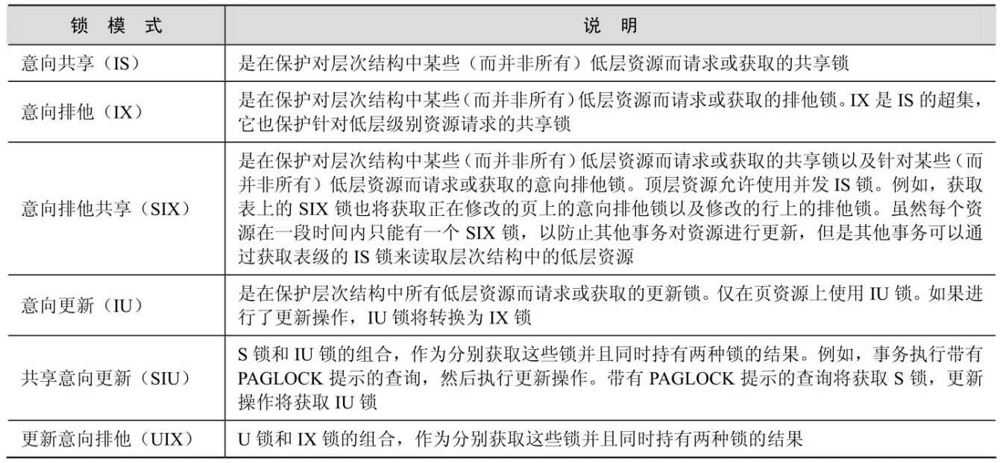 锁 模 式 说 明
意向共享（IS） 是在保护对层次结构中某些（而并非所有）低层资源而请求或获取的共享锁
意向排他（IX） 是在保护对层次结构中某些（而并非所有）低层资源而请求或获取的排他锁。IX 是 IS 的超集，
它也保护针对低层级别资源请求的共享锁
意向排他共享（SIX） 是在保护对层次结构中某些（而并非所有）低层资源而请求或获取的共享锁以及针对某些（而
并非所有）低层资源而请求或获取的意向排他锁。顶层资源允许使用并发 IS 锁。例如，获取
表上的 SIX 锁也将获取正在修改的页上的意向排他锁以及修改的行上的排他锁。虽然每个资
源在一段时间内只能有一个 SIX 锁，以防止其他事务对资源进行更新，但是其他事务可以通
过获取表级的 IS 锁来读取层次结构中的低层资源
意向更新（IU） 是在保护层次结构中所有低层资源而请求或获取的更新锁。仅在页资源上使用 IU 锁。如果进
行了更新操作，IU 锁将转换为 IX 锁
共享意向更新（SIU） S 锁和 IU 锁的组合，作为分别获取这些锁并且同时持有两种锁的结果。例如，事务执行带有
PAGLOCK 提示的查询，然后执行更新操作。带有 PAGLOCK 提示的查询将获取 S 锁，更新
操作将获取 IU 锁
更新意向排他（UIX） U 锁和 IX 锁的组合，作为分别获取这些锁并且同时持有两种锁的结果